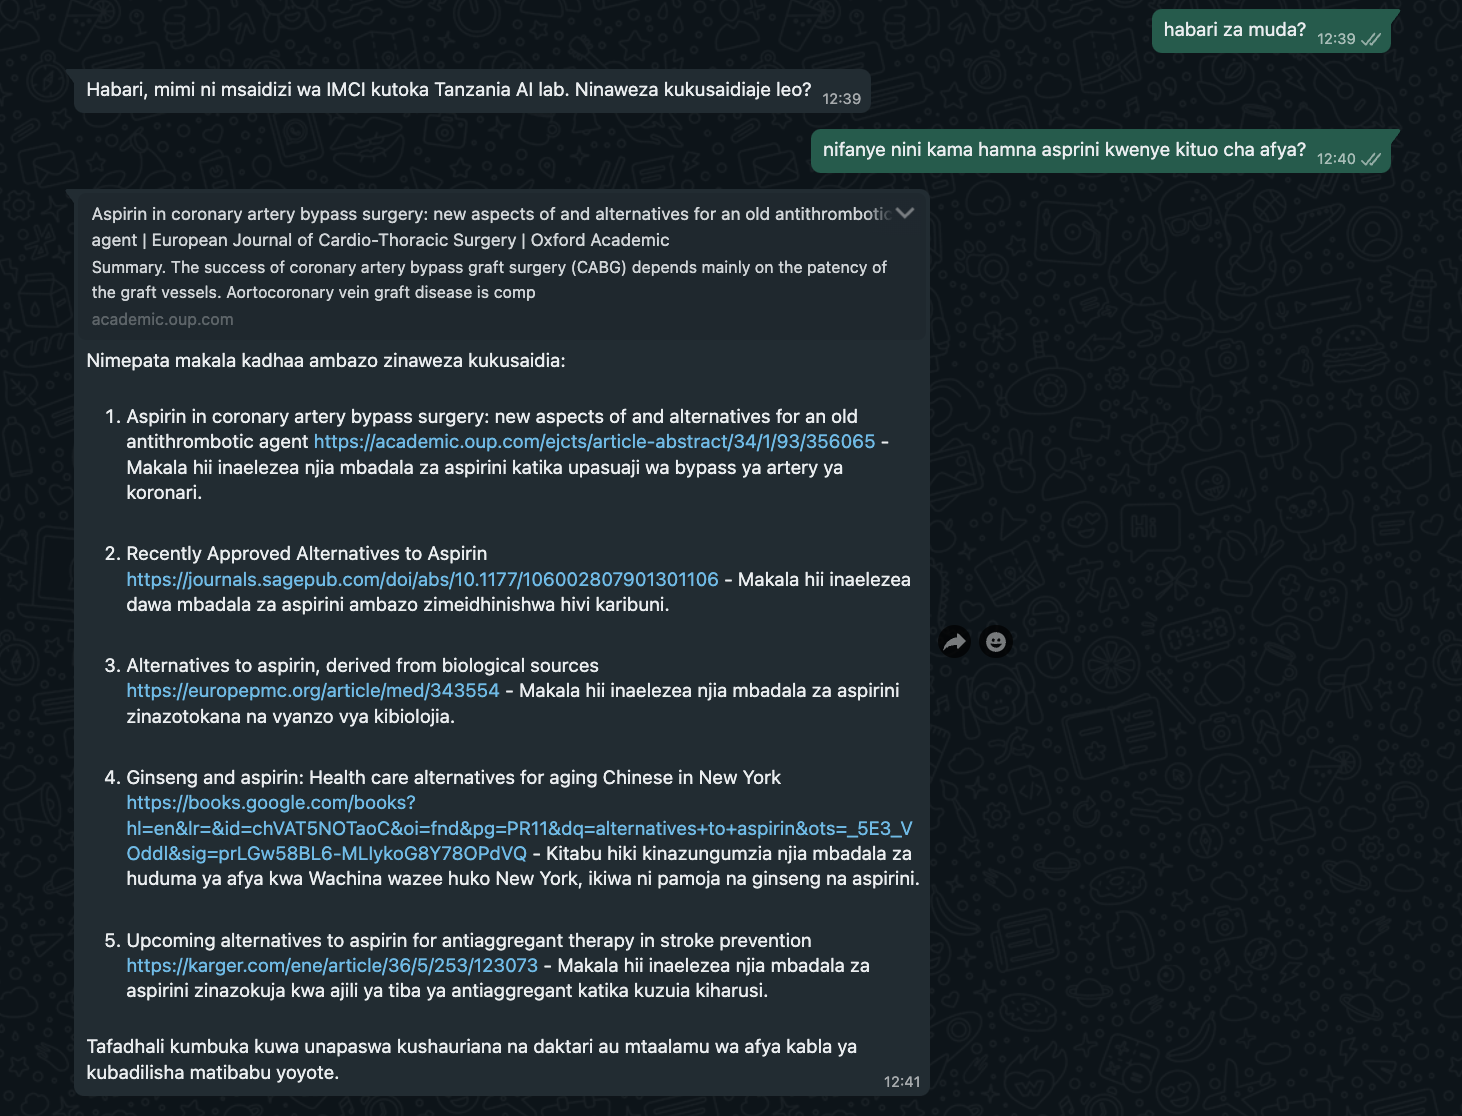 habari za muda? 12:39
Habari, mimi ni msaidizi wa IMCI kutoka Tanzania AI lab. Ninaweza kukusaidiaje leo? 12:39
nifanye nini kama hamna asprini kwenye kituo cha afya? 12:40
Aspirin in coronary artery bypass surgery: new aspects of and alternatives for an old antithrombotic
agent | European Journal of Cardio-Thoracic Surgery | Oxford Academic
Summary. The success of coronary artery bypass graft surgery (CABG) depends mainly on the patency of
the graft vessels. Aortocoronary vein graft disease is comp
academic.oup.com
Nimepata makala kadhaa ambazo zinaweza kukusaidia:
1. Aspirin in coronary artery bypass surgery: new aspects of and alternatives for an old
antithrombotic agent https://academic.oup.com/ejcts/article-abstract/34/1/93/356065 -
Makala hii inaelezea njia mbadala za aspirini katika upasuaji wa bypass ya artery ya
koronari.
2. Recently Approved Alternatives to Aspirin
https://journals.sagepub.com/doi/abs/10.1177/106002807901301106 - Makala hii inaelezea
dawa mbadala za aspirini ambazo zimeidhinishwa hivi karibuni.
3. Alternatives to aspirin, derived from biological sources
https://europepmc.org/article/med/343554 - Makala hii inaelezea njia mbadala za aspirini
zinazotokana na vyanzo vya kibiolojia.
4. Ginseng and aspirin: Health care alternatives for aging Chinese in New York
https://books.google.com/books?
hl=en&lr=&id=chVAT5NOTaoC&oi=fnd&pg=PR11&dq=alternatives+to+aspirin&ots=_5E3_V
Oddl&sig=prLGw58BL6-MLIykoG8Y78OPdVQ - Kitabu hiki kinazungumzia njia mbadala za
huduma ya afya kwa Wachina wazee huko New York, ikiwa ni pamoja na ginseng na aspirini.
5. Upcoming alternatives to aspirin for antiaggregant therapy in stroke prevention
https://karger.com/ene/article/36/5/253/123073 - Makala hii inaelezea njia mbadala za
aspirini zinazokuja kwa ajili ya tiba ya antiaggregant katika kuzuia kiharusi.
Tafadhali kumbuka kuwa unapaswa kushauriana na daktari au mtaalamu wa afya kabla ya
kubadilisha matibabu yoyote.
12:41